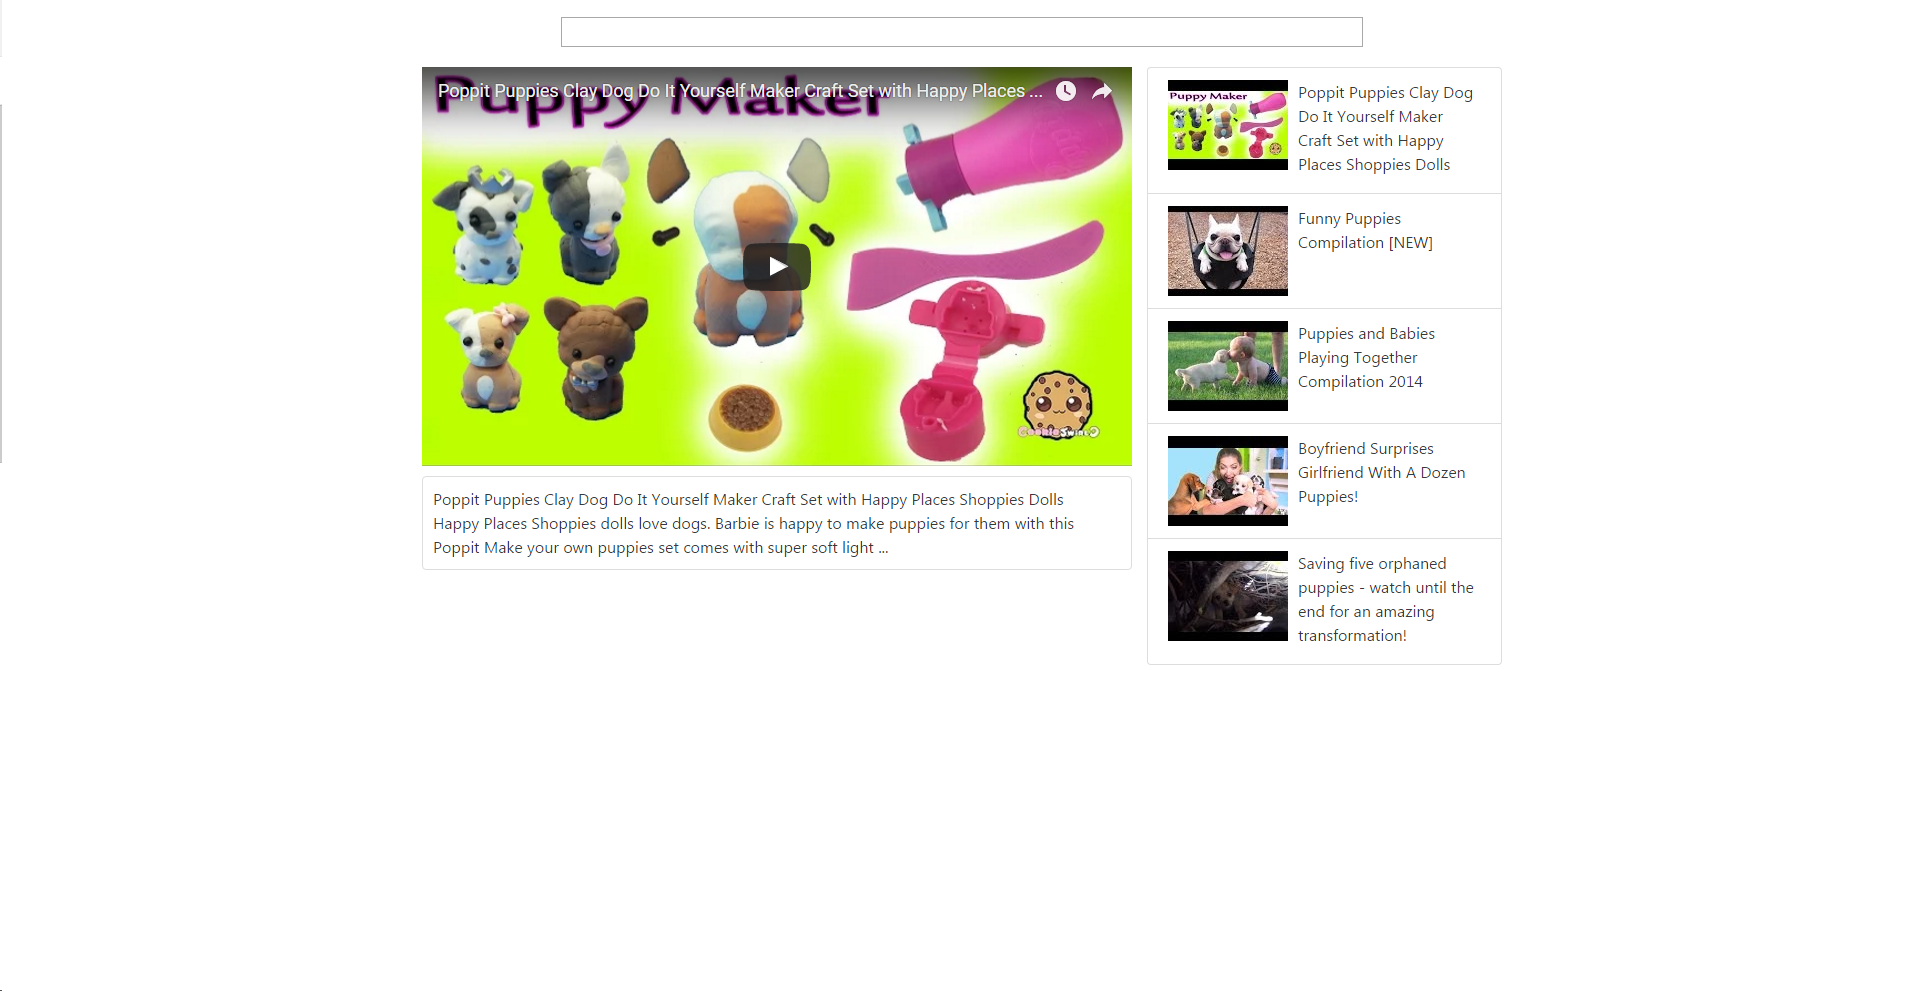 Puppy Maker
Poppit Puppies Clay Dog Do It Yourself Maker Craft Set with Happy Places ...
Poppit Puppies Clay Dog Do It Yourself Maker Craft Set with Happy Places Shoppies Dolls
Happy Places Shoppies dolls love dogs. Barbie is happy to make puppies for them with this
Poppit Make your own puppies set comes with super soft light ...
Puppy Maker
Poppit Puppies Clay Dog
Do It Yourself Maker
Craft Set with Happy
Places Shoppies Dolls
Funny Puppies
Compilation [NEW]
Puppies and Babies
Playing Together
Compilation 2014
Boyfriend Surprises
Girlfriend With A Dozen
Puppies!
Saving five orphaned
puppies - watch until the
end for an amazing
transformation!